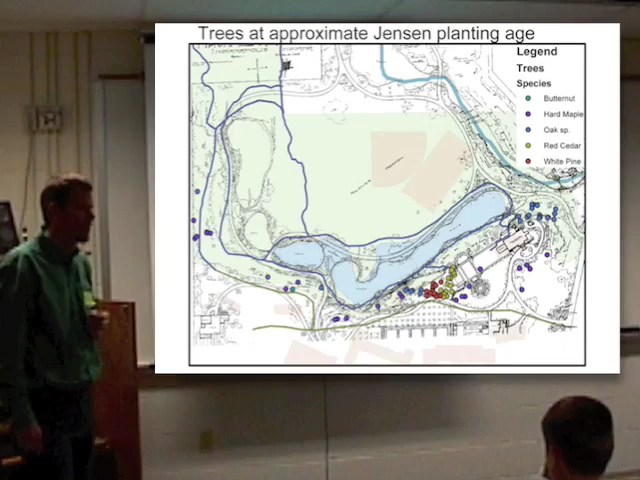 Trees at approximate Jensen planting age
Legend
Trees
Species
Butternut
Hard Maple
Oak sp.
Red Cedar
White Pine